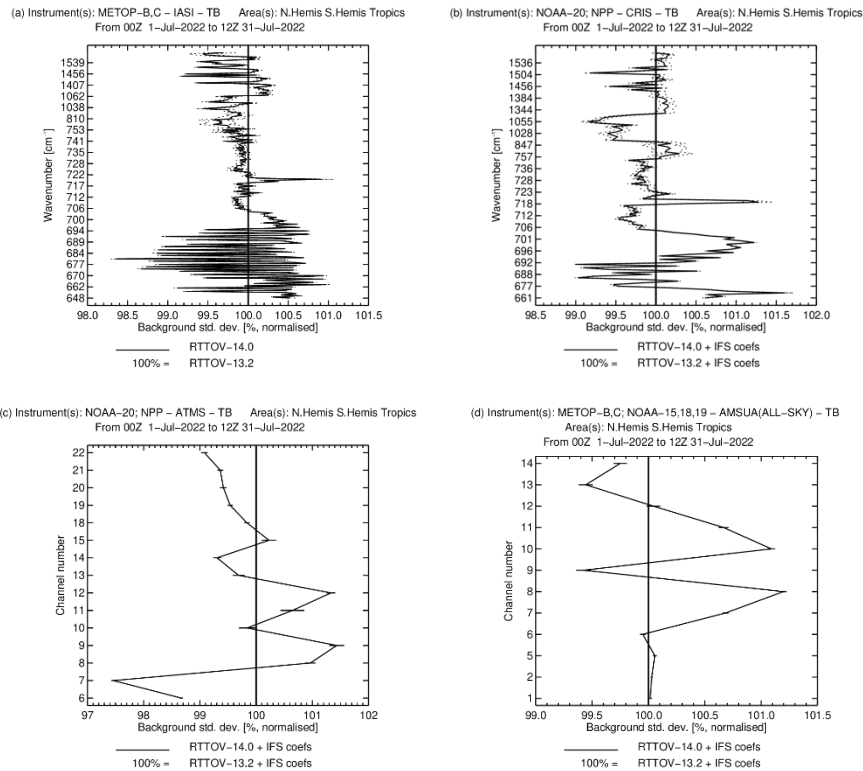 (a) Instrument(s): METOP−B,C − IASI − TB Area(s): N.Hemis S.Hemis Tropics
From 00Z 1−Jul−2022 to 12Z 31−Jul−2022
Wavenumber [cm⁻¹]
1539
1456
1407
1062
1038
810
753
741
735
728
722
717
712
706
700
694
689
684
677
670
662
648
98.0 98.5 99.0 99.5 100.0 100.5 101.0 101.5
Background std. dev. [%, normalised]
RTTOV−14.0
100% = RTTOV−13.2
(b) Instrument(s): NOAA−20; NPP − CRIS − TB Area(s): N.Hemis S.Hemis Tropics
From 00Z 1−Jul−2022 to 12Z 31−Jul−2022
Wavenumber [cm⁻¹]
1536
1504
1456
1384
1344
1055
1028
847
757
736
728
723
718
712
706
701
696
692
688
677
661
98.5 99.0 99.5 100.0 100.5 101.0 101.5 102.0
Background std. dev. [%, normalised]
RTTOV−14.0 + IFS coefs
100% = RTTOV−13.2 + IFS coefs
(c) Instrument(s): NOAA−20; NPP − ATMS − TB Area(s): N.Hemis S.Hemis Tropics
From 00Z 1−Jul−2022 to 12Z 31−Jul−2022
Channel number
22
21
20
19
18
15
14
13
12
11
10
9
8
7
6
97 98 99 100 101 102
Background std. dev. [%, normalised]
RTTOV−14.0 + IFS coefs
100% = RTTOV−13.2 + IFS coefs
(d) Instrument(s): METOP−B,C; NOAA−15,18,19 − AMSUA(ALL−SKY) − TB
Area(s): N.Hemis S.Hemis Tropics
From 00Z 1−Jul−2022 to 12Z 31−Jul−2022
Channel number
14
13
12
11
10
9
8
7
6
5
2
1
99.0 99.5 100.0 100.5 101.0 101.5
Background std. dev. [%, normalised]
RTTOV−14.0 + IFS coefs
100% = RTTOV−13.2 + IFS coefs